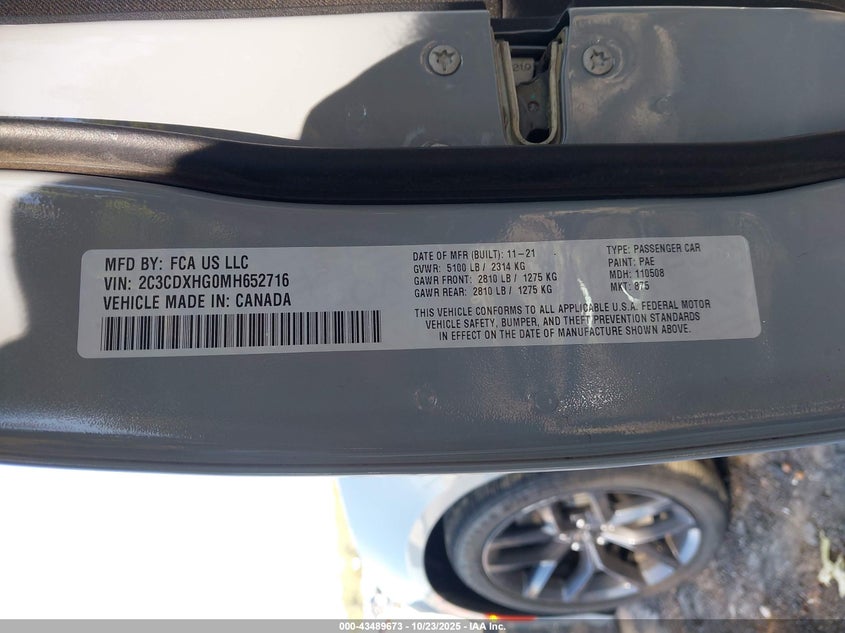 210
MFD BY: FCA US LLC
VIN: 2C3CDXHG0MH652716
VEHICLE MADE IN: CANADA
DATE OF MFR (BUILT): 11-21
GVWR: 5100 LB / 2314 KG
GAWR FRONT: 2810 LB / 1275 KG
GAWR REAR: 2810 LB / 1275 KG
TYPE: PASSENGER CAR
PAINT: PAE
MDH: 110508
MKT: 875
THIS VEHICLE CONFORMS TO ALL APPLICABLE U.S.A. FEDERAL MOTOR
VEHICLE SAFETY, BUMPER, AND THEFT PREVENTION STANDARDS
IN EFFECT ON THE DATE OF MANUFACTURE SHOWN ABOVE.
000-43489673 - 10/23/2025 - IAA